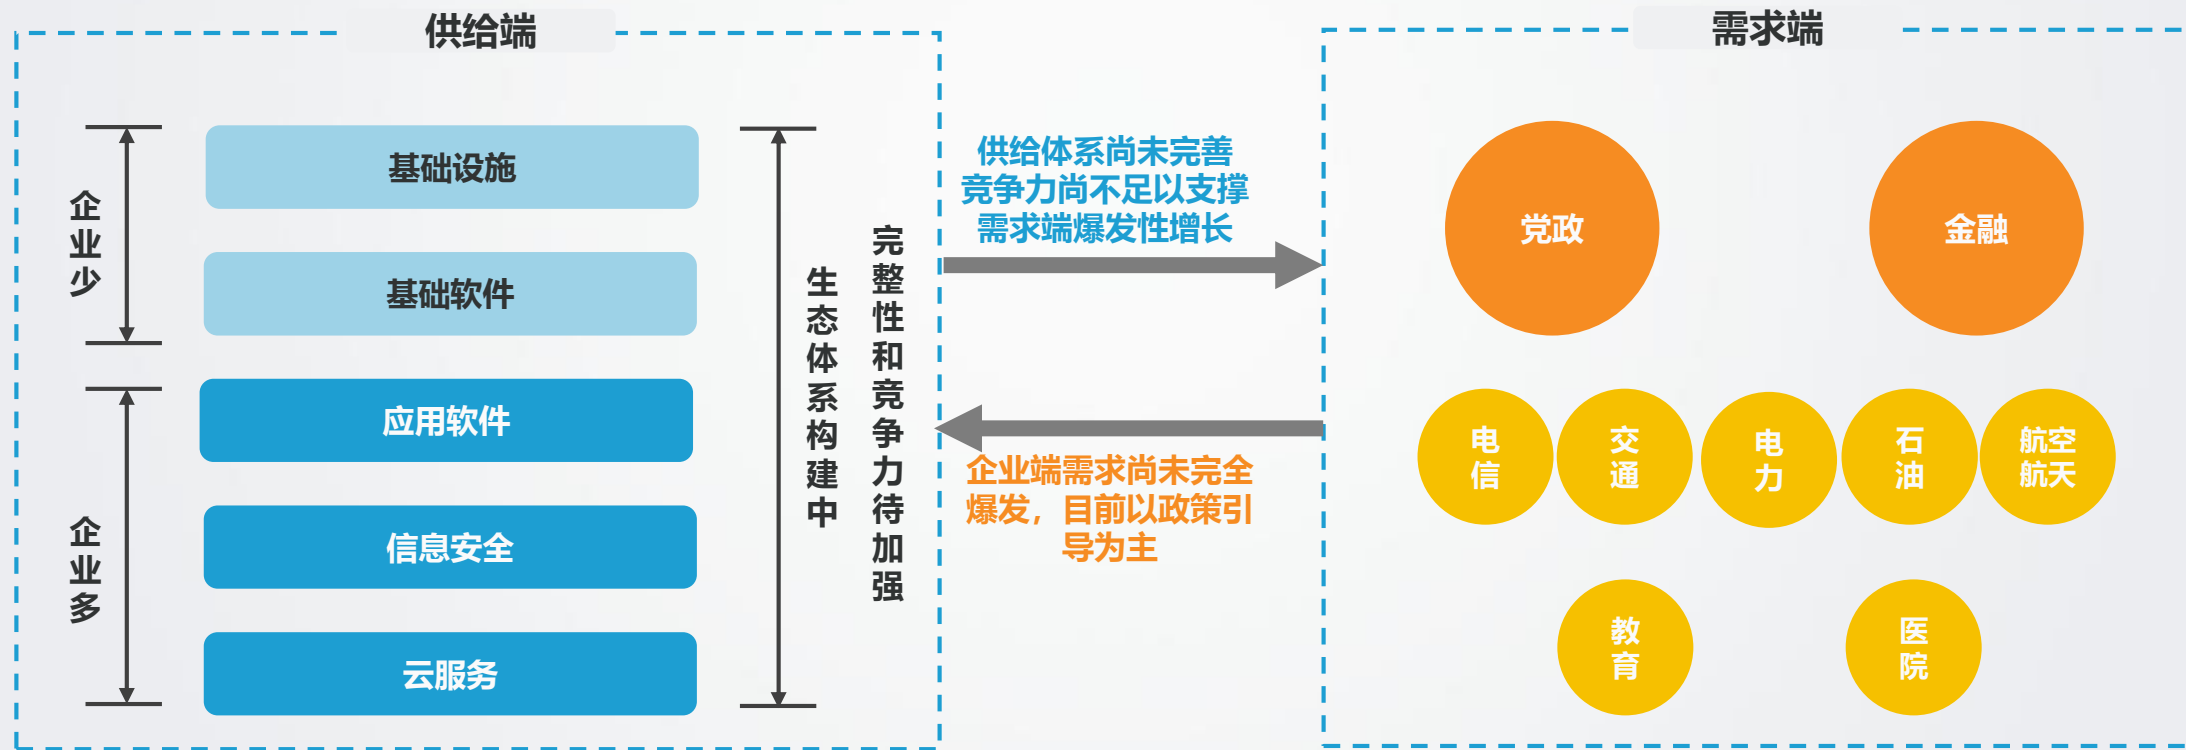 供给端
企业少
企业多
基础设施
基础软件
应用软件
信息安全
云服务
生态体系构建中
完整性和竞争力待加强
供给体系尚未完善
竞争力尚不足以支撑
需求端爆发性增长
企业端需求尚未完全
爆发，目前以政策引
导为主
需求端
党政
金融
电信
交通
电力
石油
航空
航天
教育
医院